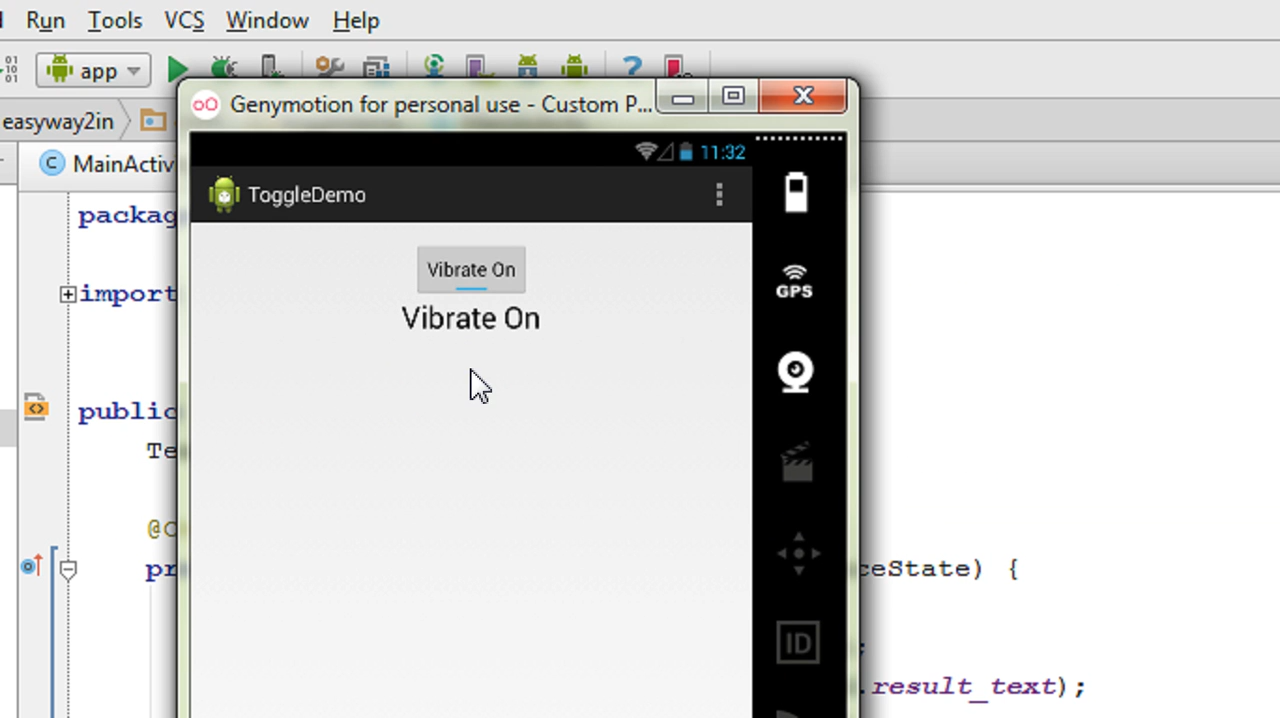 Run Tools VCS Window Help
app
Genymotion for personal use - Custom P...
easyway2in
11:32
MainActiv
ToggleDemo
packag
Vibrate On
GPS
import
Vibrate On
public
Te
@O
pr
ceState) {
;
ID
.result_text);